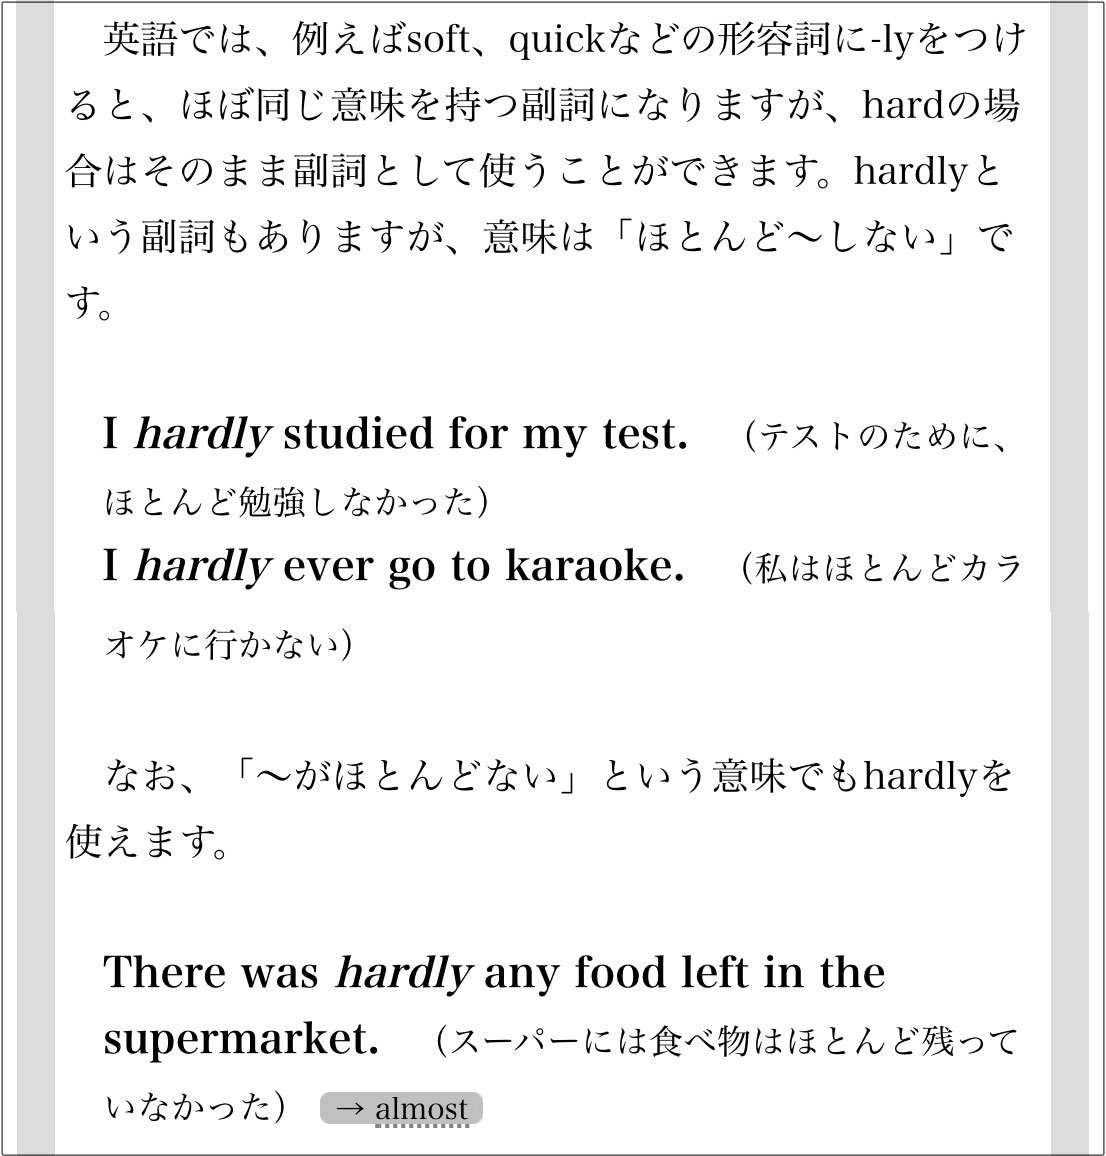 英語では、例えばsoft、quickなどの形容詞に-lyをつけ
ると、ほぼ同じ意味を持つ副詞になりますが、hardの場
合はそのまま副詞として使うことができます。hardlyと
いう副詞もありますが、意味は「ほとんど〜しない」で
す。
I hardly studied for my test. （テストのために、
ほとんど勉強しなかった）
I hardly ever go to karaoke. （私はほとんどカラ
オケに行かない）
なお、「〜がほとんどない」という意味でもhardlyを
使えます。
There was hardly any food left in the
supermarket. （スーパーには食べ物はほとんど残って
いなかった） → almost